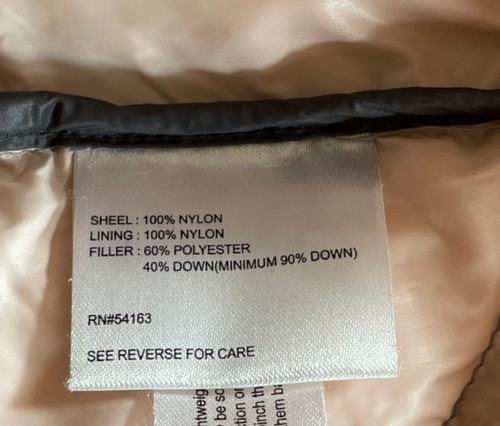 SHEEL : 100% NYLON
LINING : 100% NYLON
FILLER : 60% POLYESTER
40% DOWN(MINIMUM 90% DOWN)
RN#54163
SEE REVERSE FOR CARE